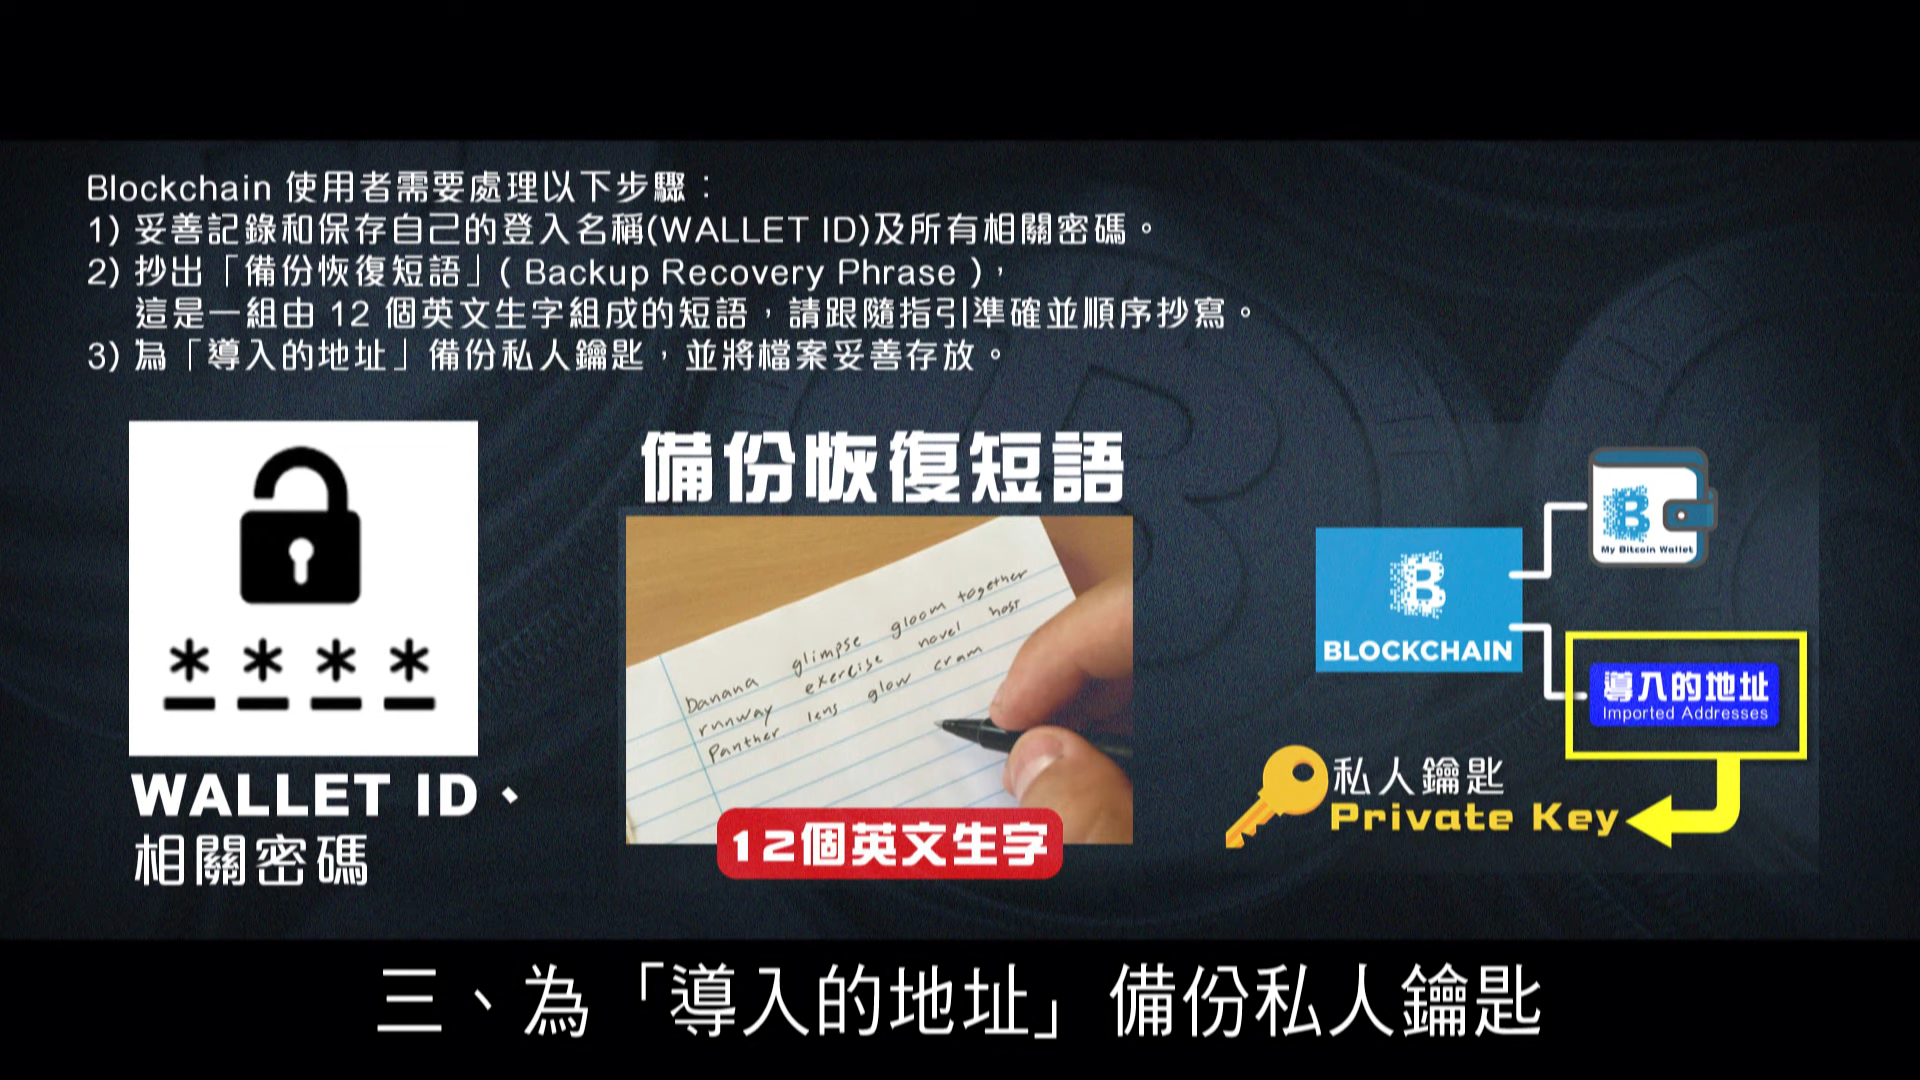 Blockchain 使用者需要處理以下步驟：
1) 妥善記錄和保存自己的登入名稱(WALLET ID)及所有相關密碼。
2) 抄出「備份恢復短語」( Backup Recovery Phrase )，
這是一組由 12 個英文生字組成的短語，請跟隨指引準確並順序抄寫。
3) 為「導入的地址」備份私人鑰匙，並將檔案妥善存放。
* * * *
WALLET ID、
相關密碼
備份恢復短語
banana glimpse gloom together
runway exercise novel host
panther lens glow cram
12個英文生字
My Bitcoin Wallet
BLOCKCHAIN
導入的地址
Imported Addresses
私人鑰匙
Private Key
三、為「導入的地址」備份私人鑰匙